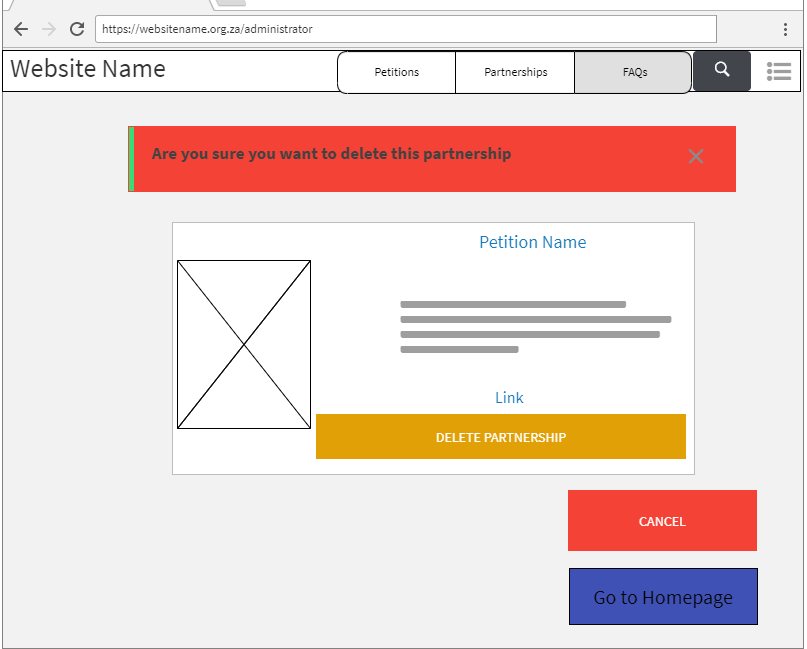 https://websitename.org.za/administrator
Website Name
Petitions
Partnerships
FAQs
Are you sure you want to delete this partnership
Petition Name
Link
DELETE PARTNERSHIP
CANCEL
Go to Homepage